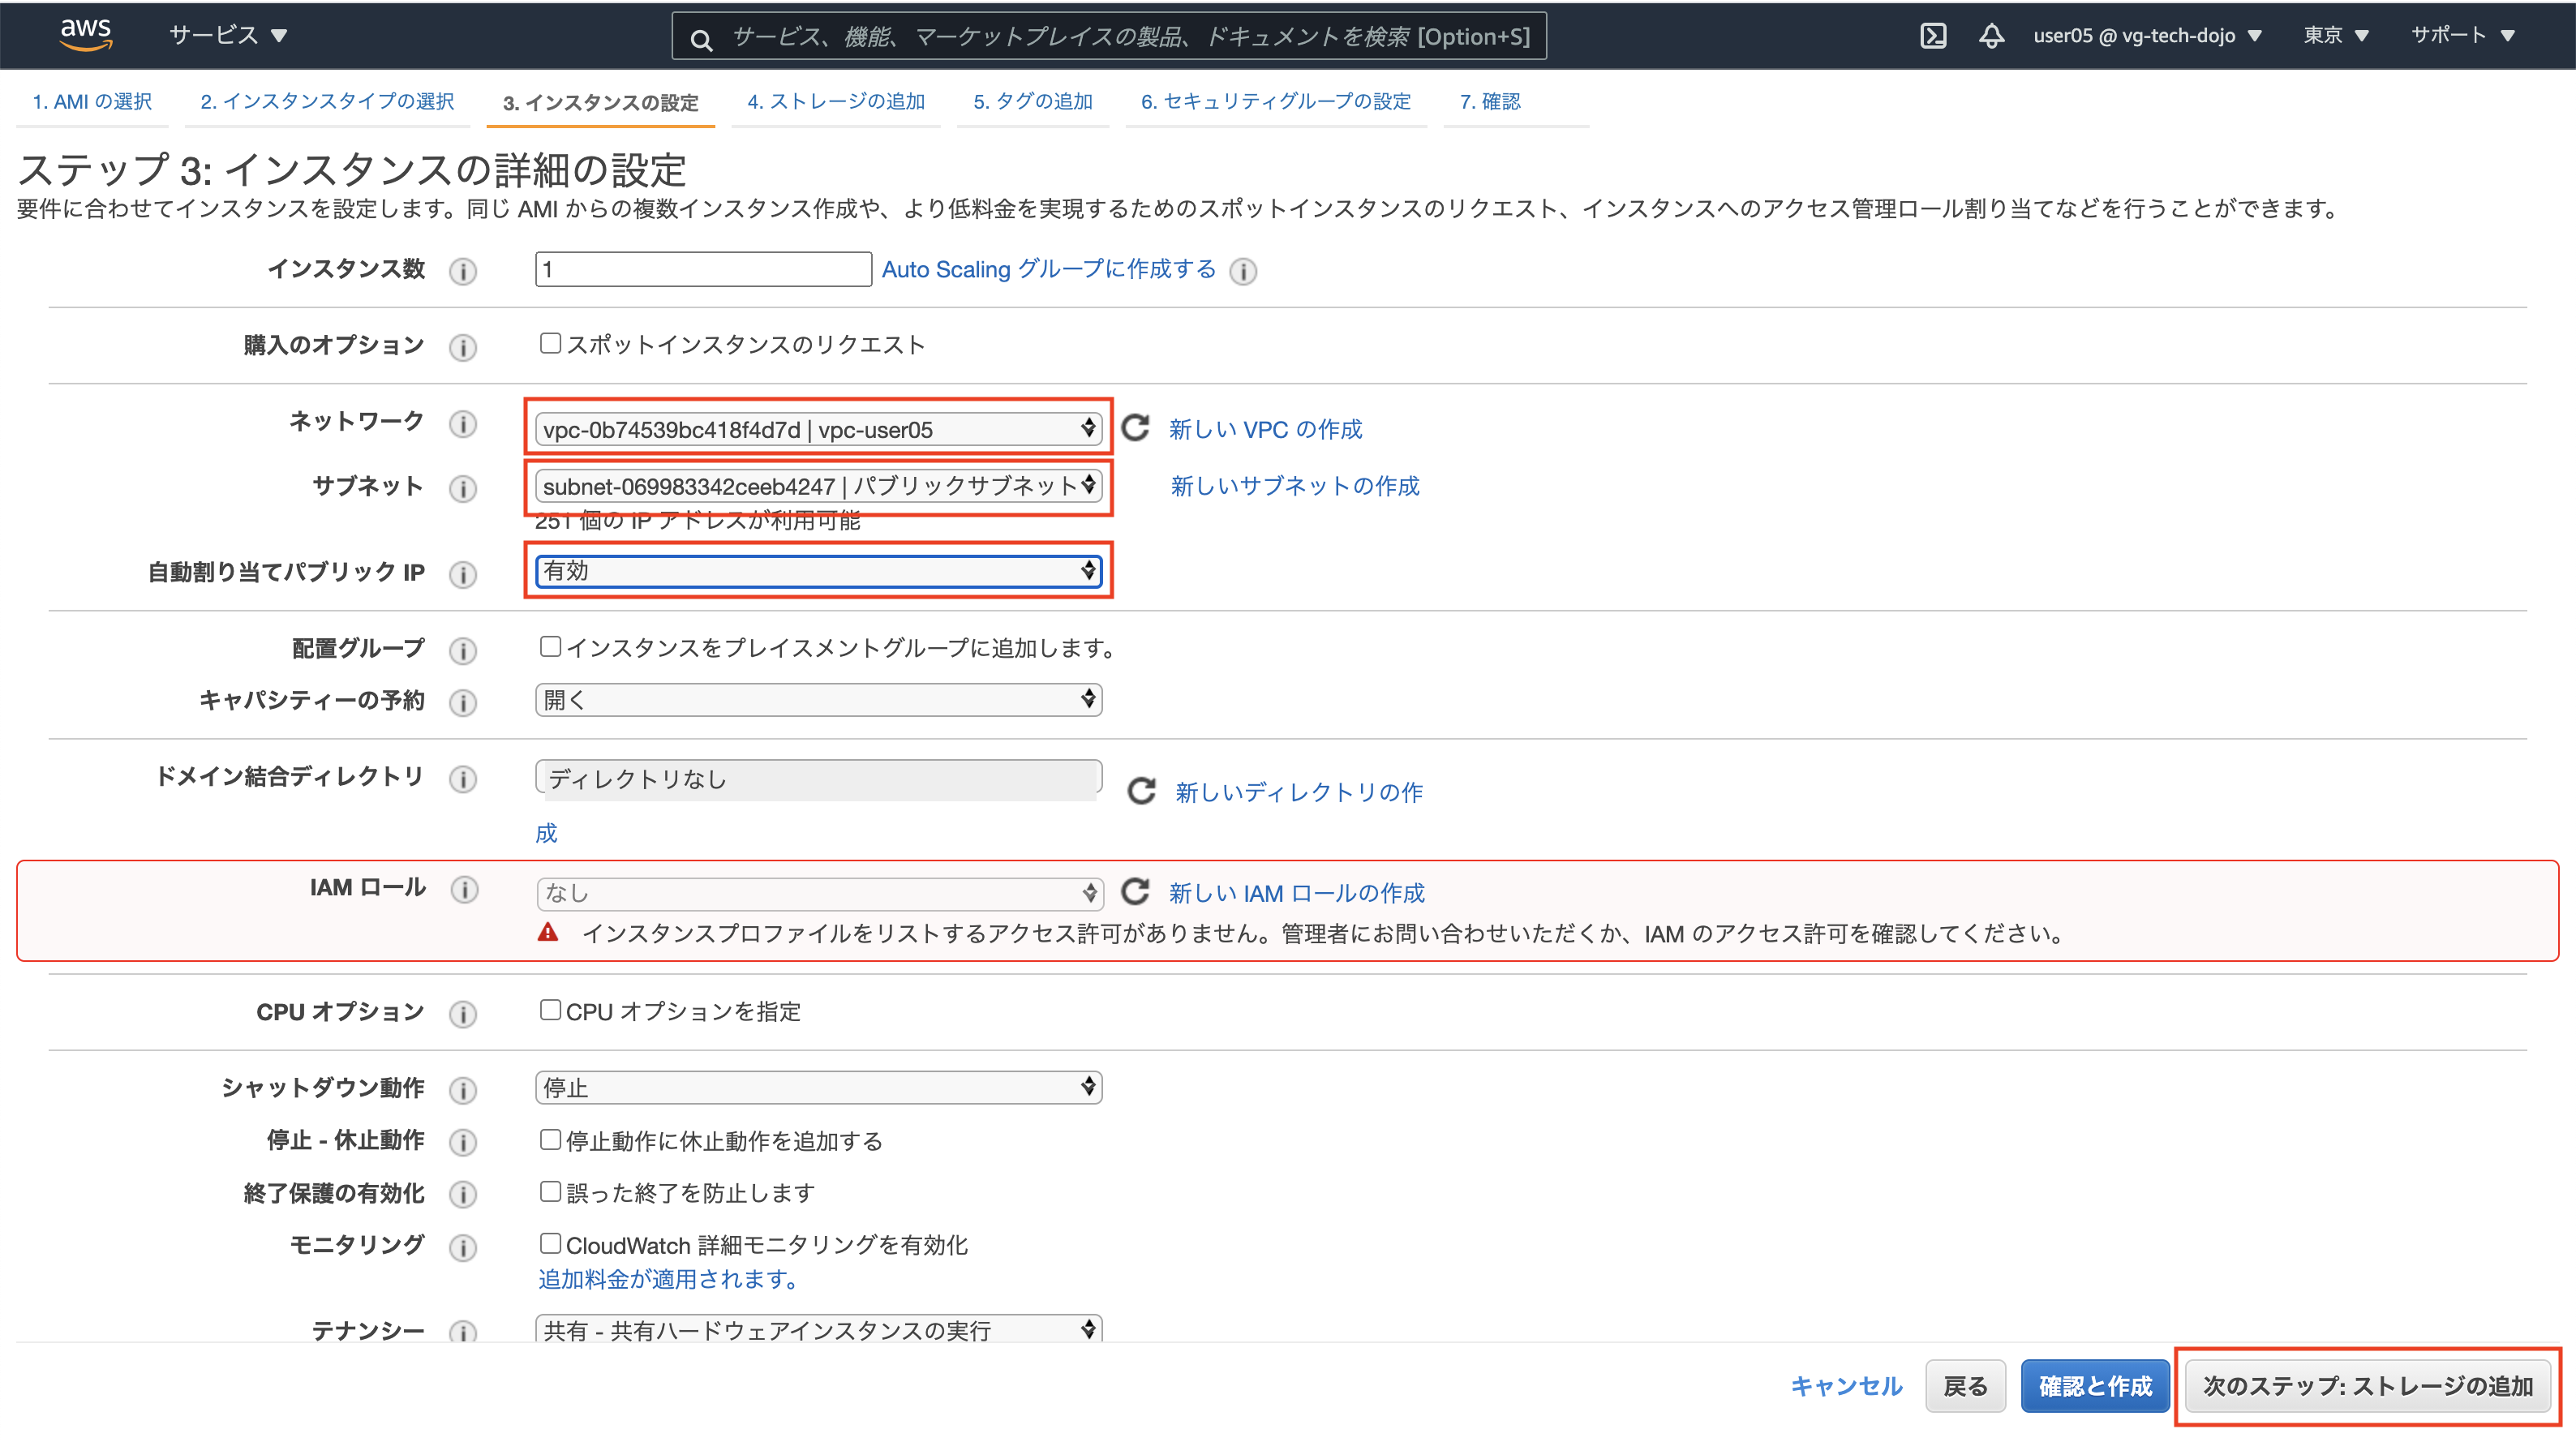 aws サービス サービス、機能、マーケットプレイスの製品、ドキュメントを検索 [Option+S] user05 @ vg-tech-dojo 東京 サポート
1. AMI の選択 2. インスタンスタイプの選択 3. インスタンスの設定 4. ストレージの追加 5. タグの追加 6. セキュリティグループの設定 7. 確認
ステップ 3: インスタンスの詳細の設定
要件に合わせてインスタンスを設定します。同じ AMI からの複数インスタンス作成や、より低料金を実現するためのスポットインスタンスのリクエスト、インスタンスへのアクセス管理ロール割り当てなどを行うことができます。
インスタンス数 1 Auto Scaling グループに作成する
購入のオプション スポットインスタンスのリクエスト
ネットワーク vpc-0b74539bc418f4d7d | vpc-user05 新しい VPC の作成
サブネット subnet-069983342ceeb4247 | パブリックサブネット 新しいサブネットの作成
251 個の IP アドレスが利用可能
自動割り当てパブリック IP 有効
配置グループ インスタンスをプレイスメントグループに追加します。
キャパシティーの予約 開く
ドメイン結合ディレクトリ ディレクトリなし 新しいディレクトリの作
成
IAM ロール なし 新しい IAM ロールの作成
インスタンスプロファイルをリストするアクセス許可がありません。管理者にお問い合わせいただくか、IAM のアクセス許可を確認してください。
CPU オプション CPU オプションを指定
シャットダウン動作 停止
停止 - 休止動作 停止動作に休止動作を追加する
終了保護の有効化 誤った終了を防止します
モニタリング CloudWatch 詳細モニタリングを有効化
追加料金が適用されます。
テナンシー 共有 - 共有ハードウェアインスタンスの実行
キャンセル 戻る 確認と作成 次のステップ: ストレージの追加